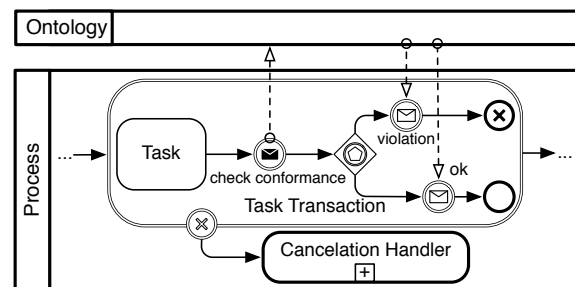 Ontology
Process
...
Task
check conformance
violation
ok
...
Task Transaction
Cancelation Handler